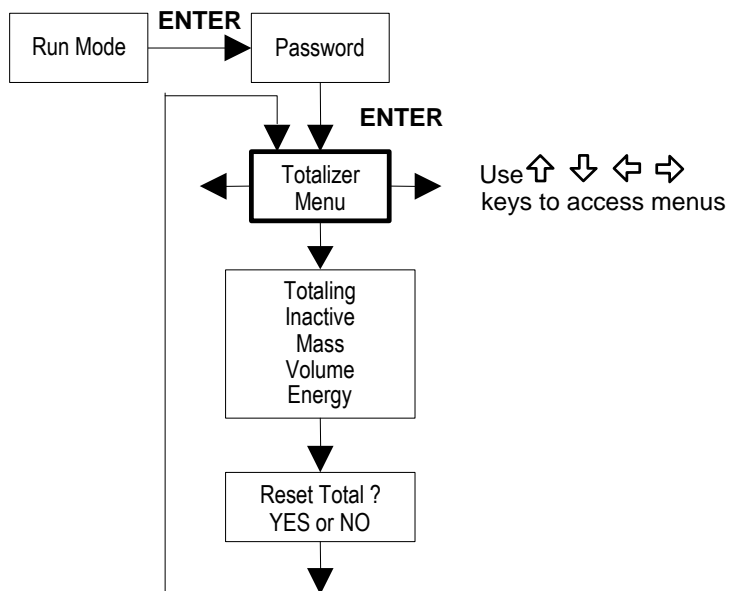 ENTER
Run Mode
Password
ENTER
Totalizer
Menu
Use
keys to access menus
Totaling
Inactive
Mass
Volume
Energy
Reset Total ?
YES or NO